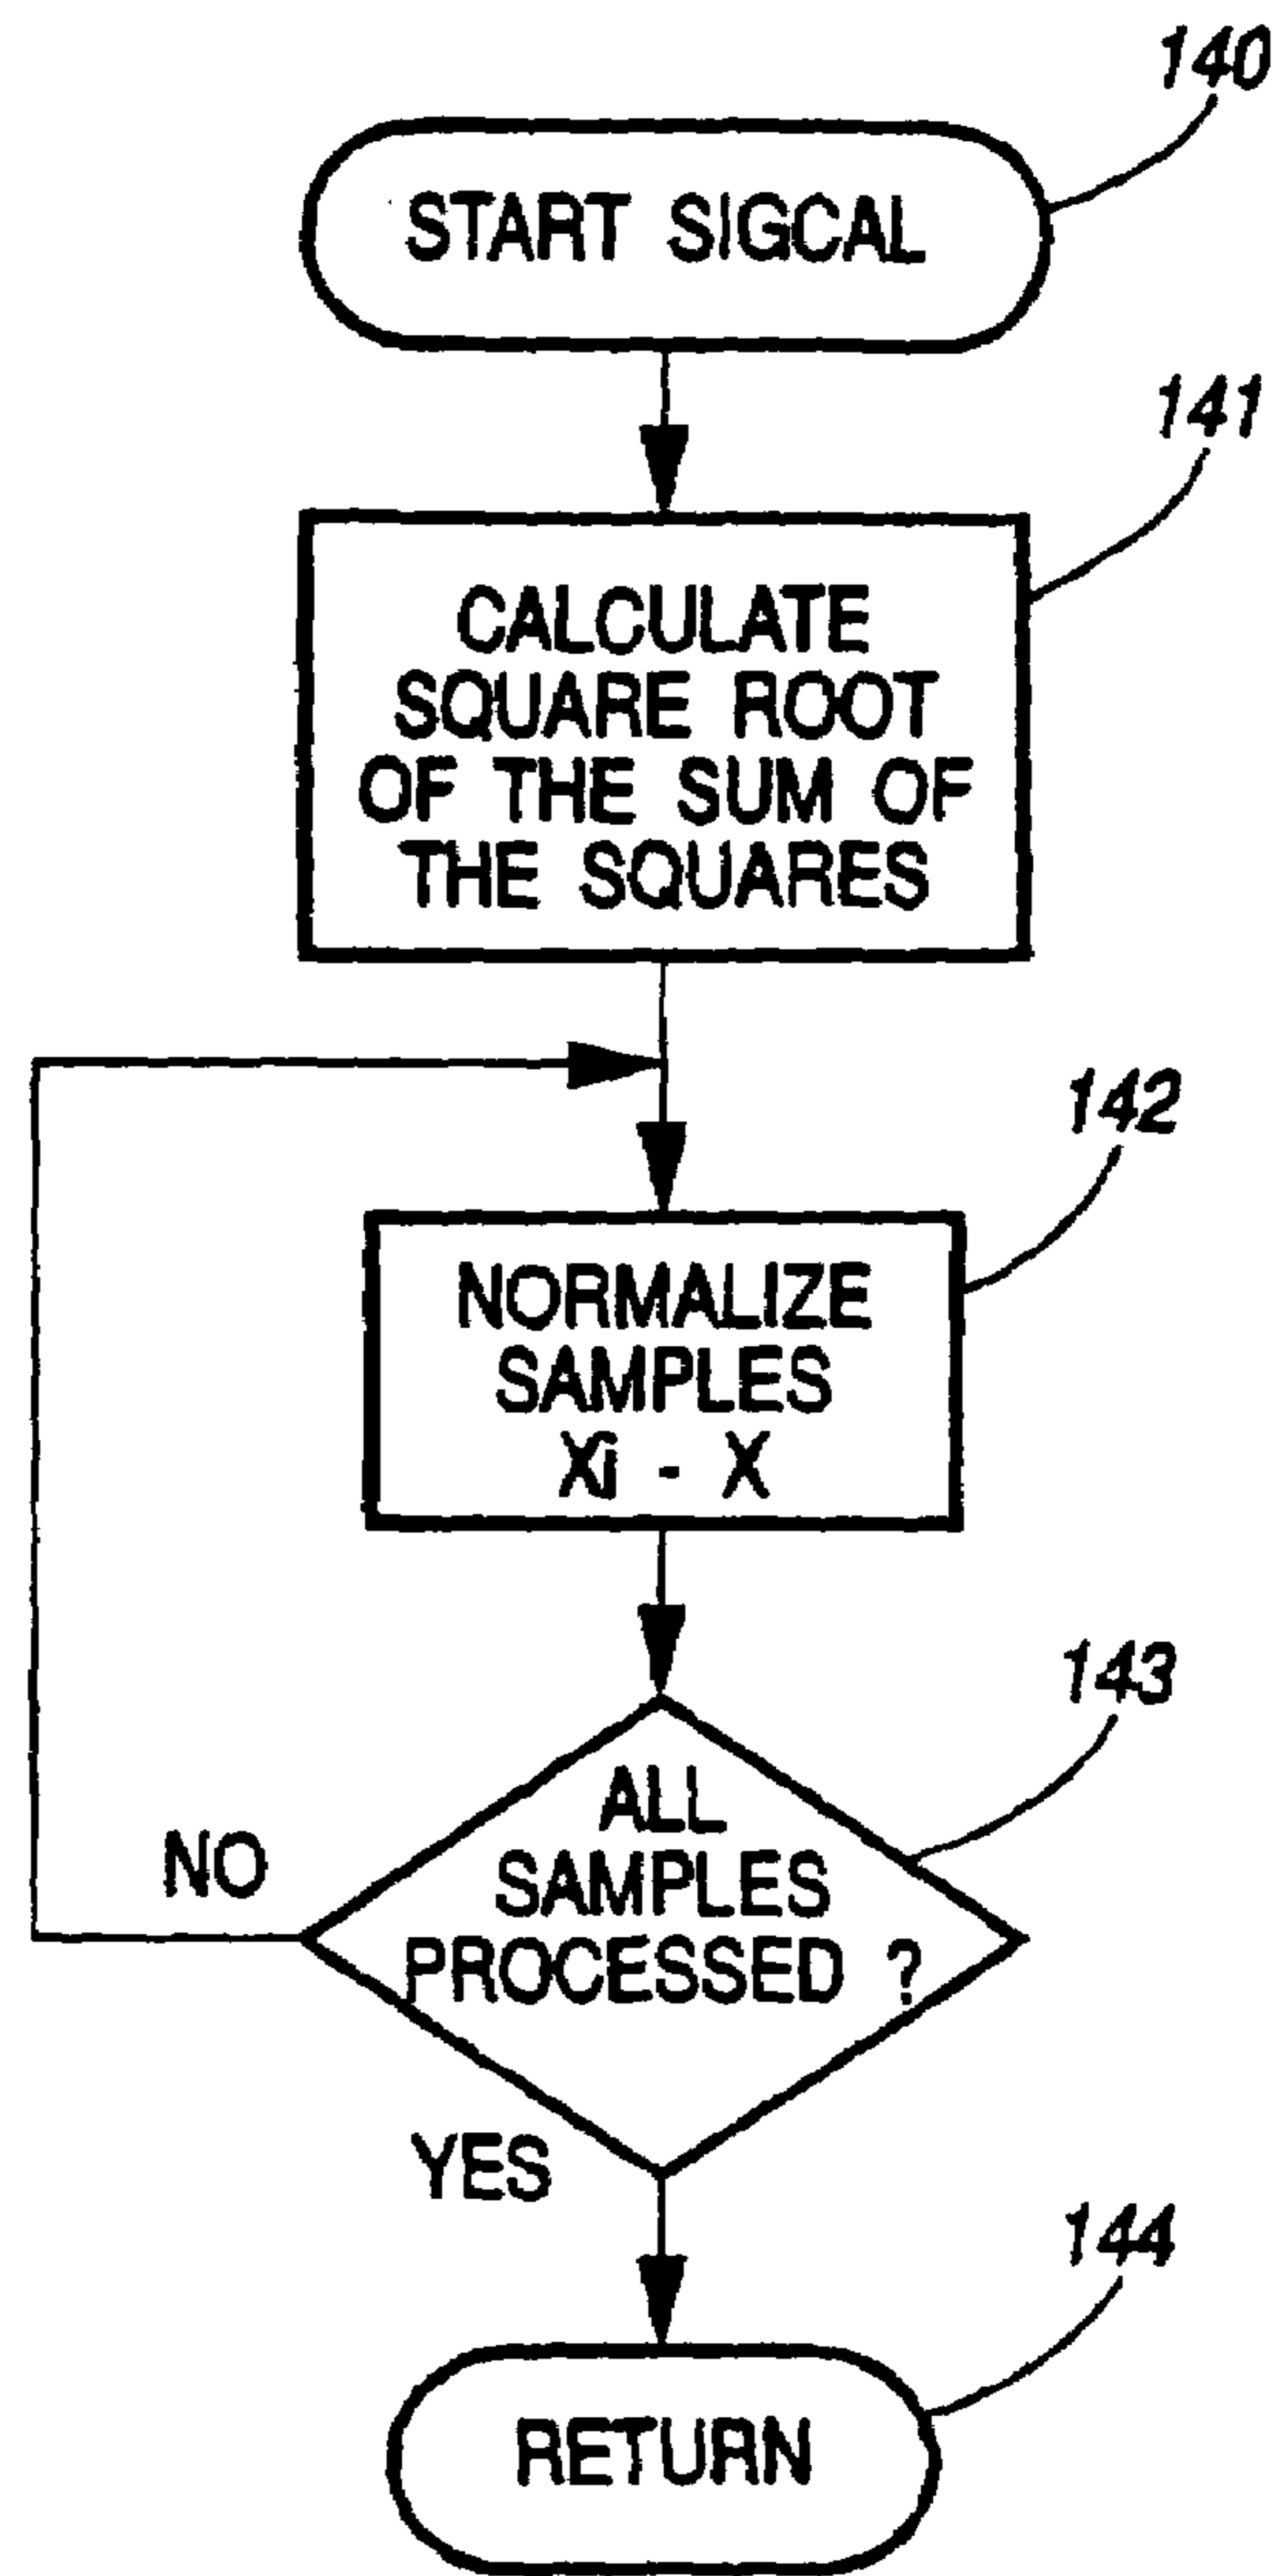 140
START SIGCAL
141
CALCULATE
SQUARE ROOT
OF THE SUM OF
THE SQUARES
142
NORMALIZE
SAMPLES
Xi - X
143
ALL
SAMPLES
PROCESSED ?
NO
YES
144
RETURN